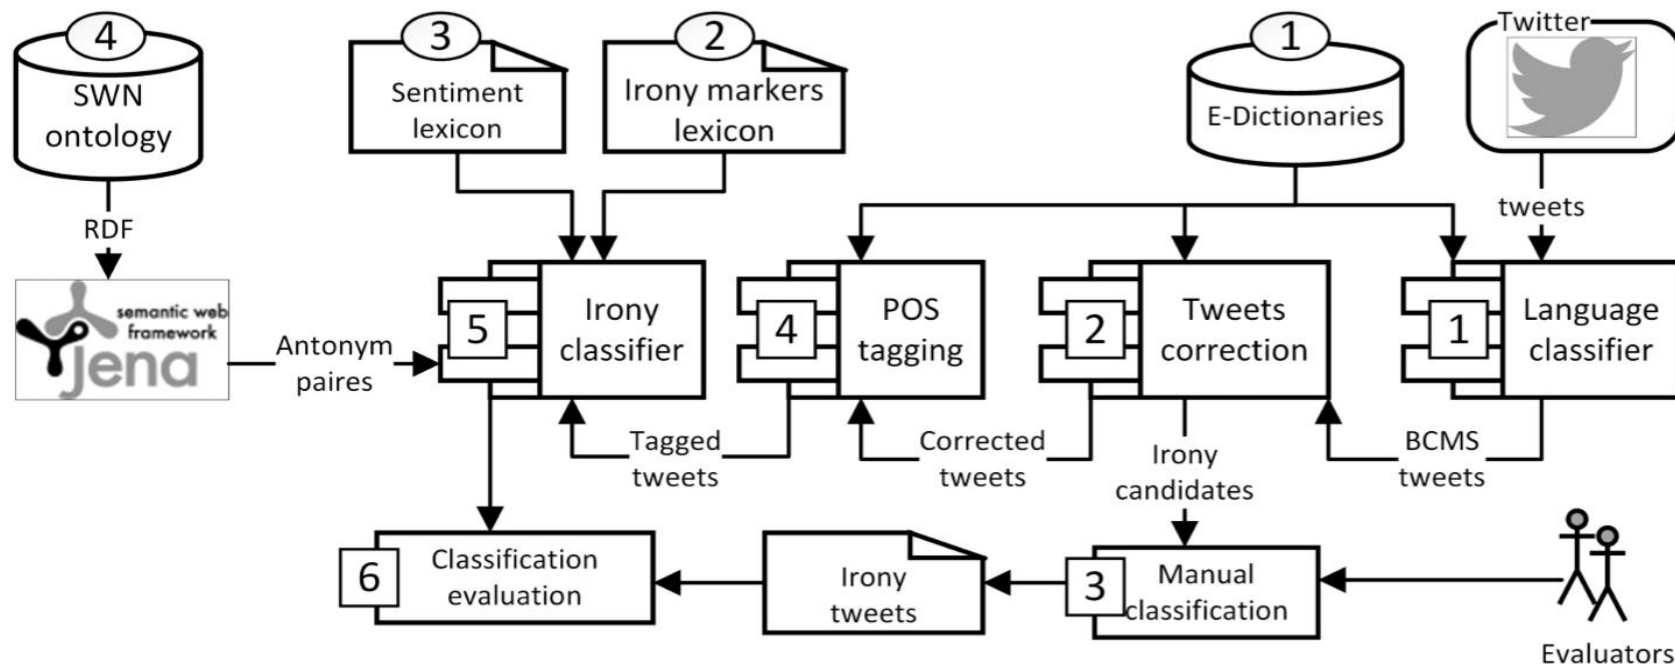 4
SWN
ontology
3
Sentiment
lexicon
2
Irony markers
lexicon
1
E-Dictionaries
Twitter
RDF
tweets
semantic web
framework
Jena
Antonym
paires
5
Irony
classifier
4
POS
tagging
2
Tweets
correction
1
Language
classifier
Tagged
tweets
Corrected
tweets
Irony
candidates
BCMS
tweets
6
Classification
evaluation
Irony
tweets
3
Manual
classification
Evaluators